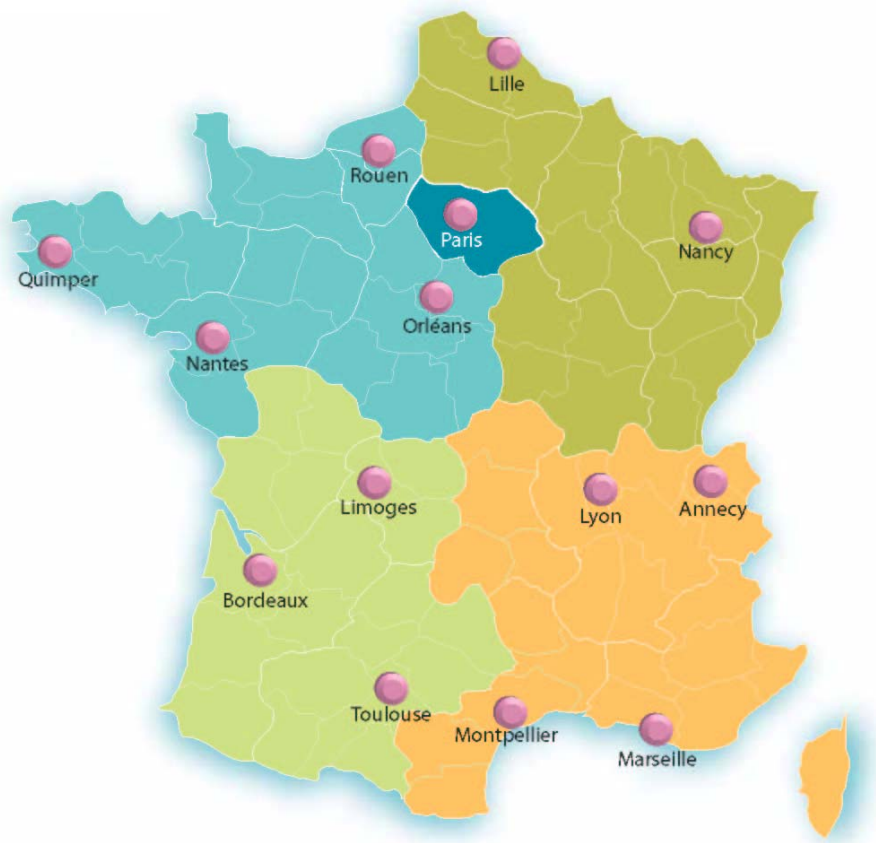 Lille
Rouen
Paris
Nancy
Quimper
Orléans
Nantes
Limoges
Lyon
Annecy
Bordeaux
Toulouse
Montpellier
Marseille